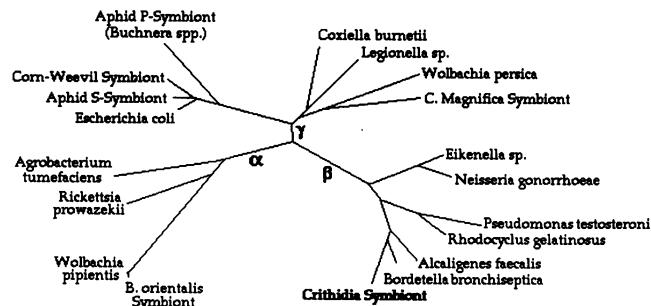 Aphid P-Symbiont
(Buchnera spp.)
Coxiella burnetii
Legionella sp.
Wolbachia persica
C. Magnifica Symbiont
Corn-Weevil Symbiont
Aphid S-Symbiont
Escherichia coli
γ
α
β
Agrobacterium
tumefaciens
Rickettsia
prowazekii
Wolbachia
pipientis
B. orientalis
Symbiont
Eikenella sp.
Neisseria gonorrhoeae
Pseudomonas testosteroni
Rhodocyclus gelatinosus
Alcaligenes faecalis
Bordetella bronchiseptica
Crithidia Symbiont